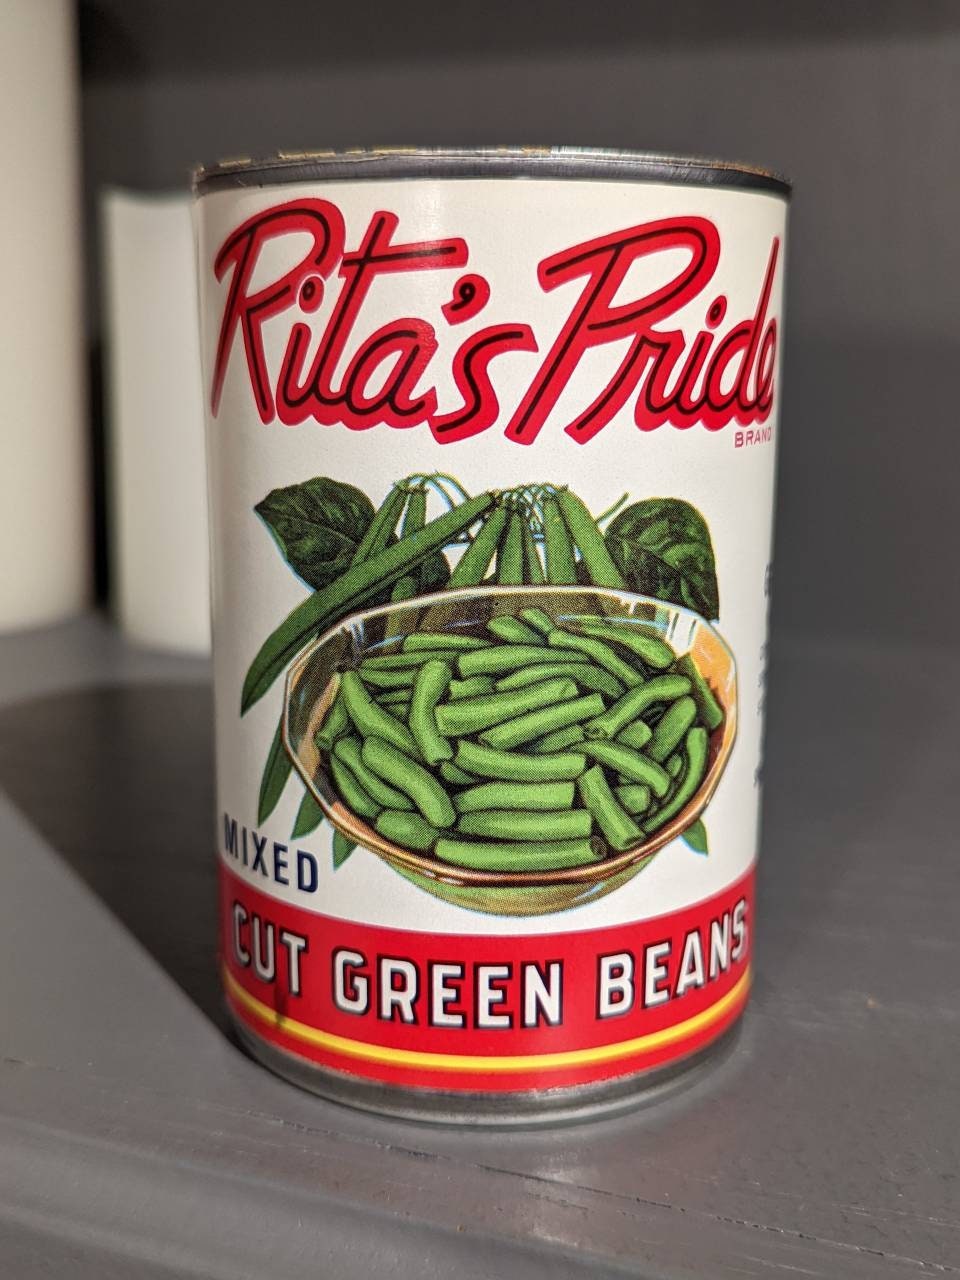 Rita's Pride
BRAND
MIXED
CUT GREEN BEANS